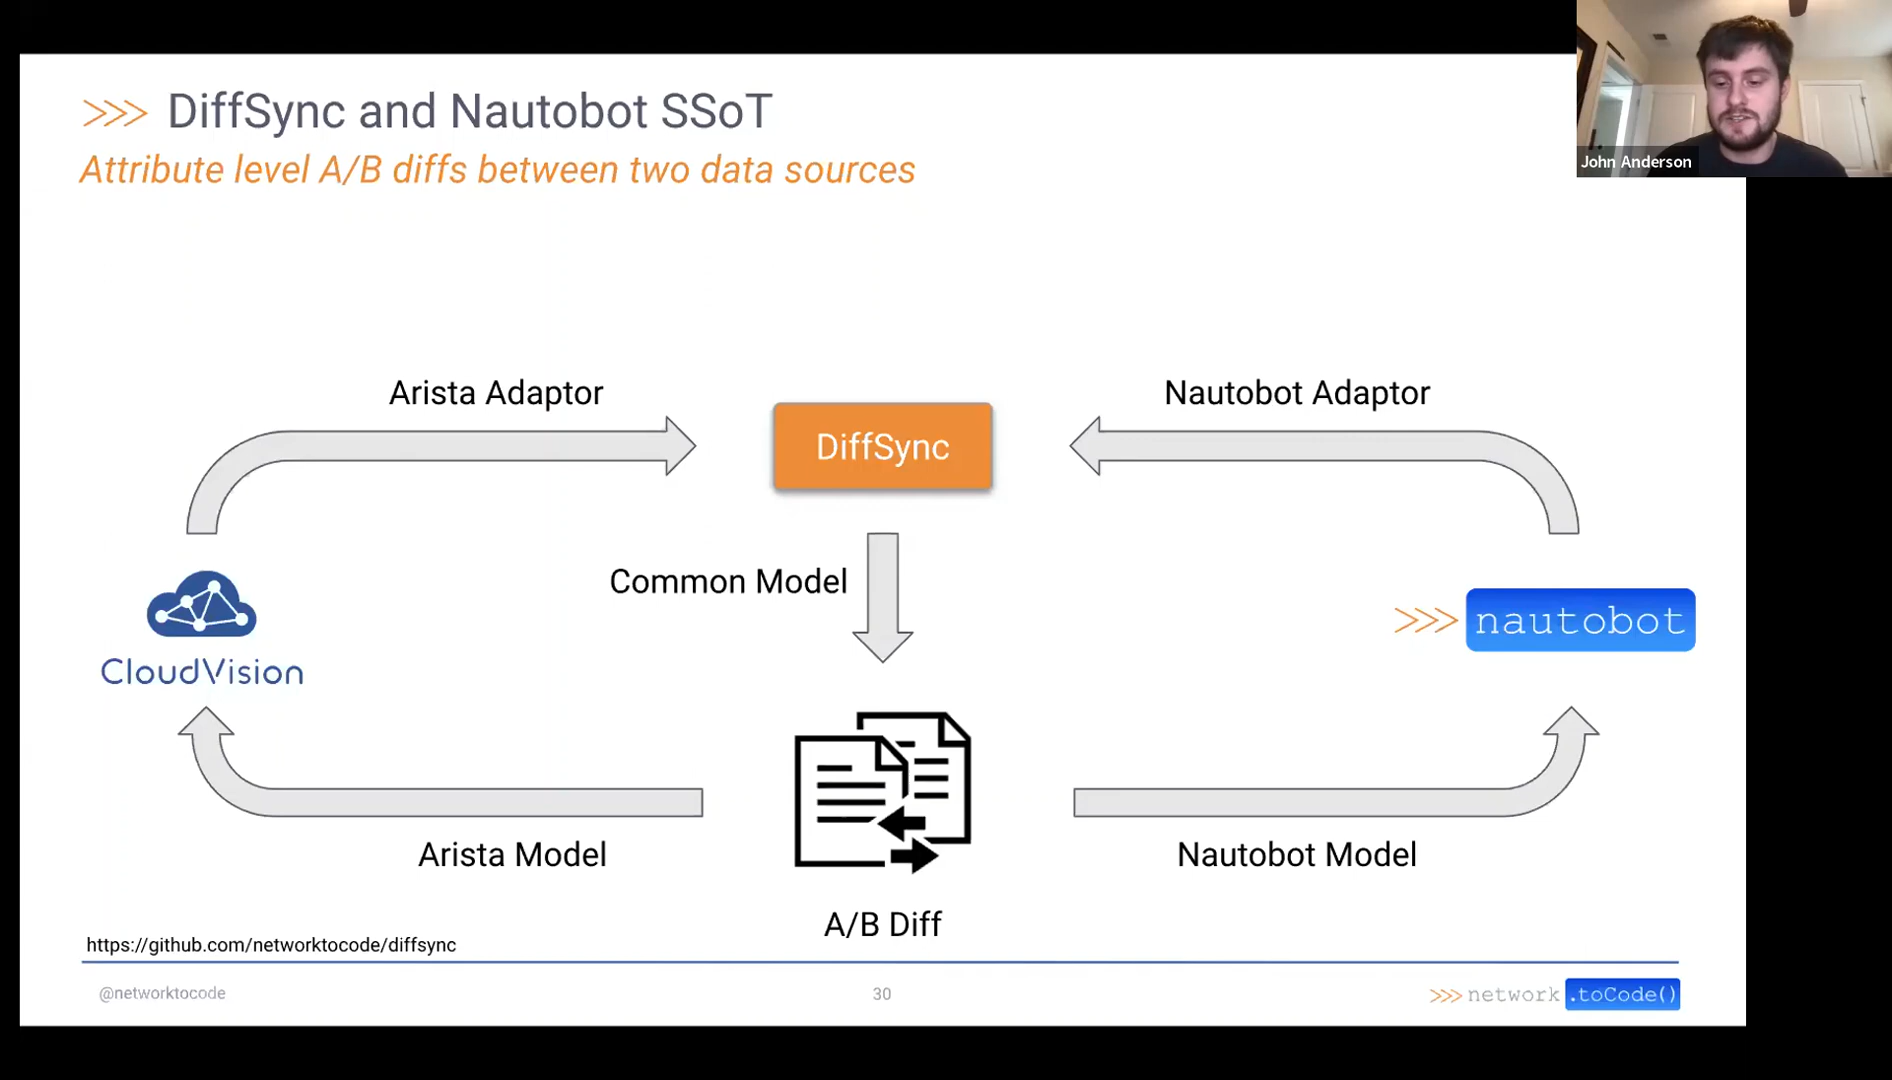 >>> DiffSync and Nautobot SSoT
Attribute level A/B diffs between two data sources
John Anderson
Arista Adaptor
Nautobot Adaptor
DiffSync
Common Model
CloudVision
>>> nautobot
Arista Model
Nautobot Model
A/B Diff
https://github.com/networktocode/diffsync
@networktocode
30
>>> network .toCode()